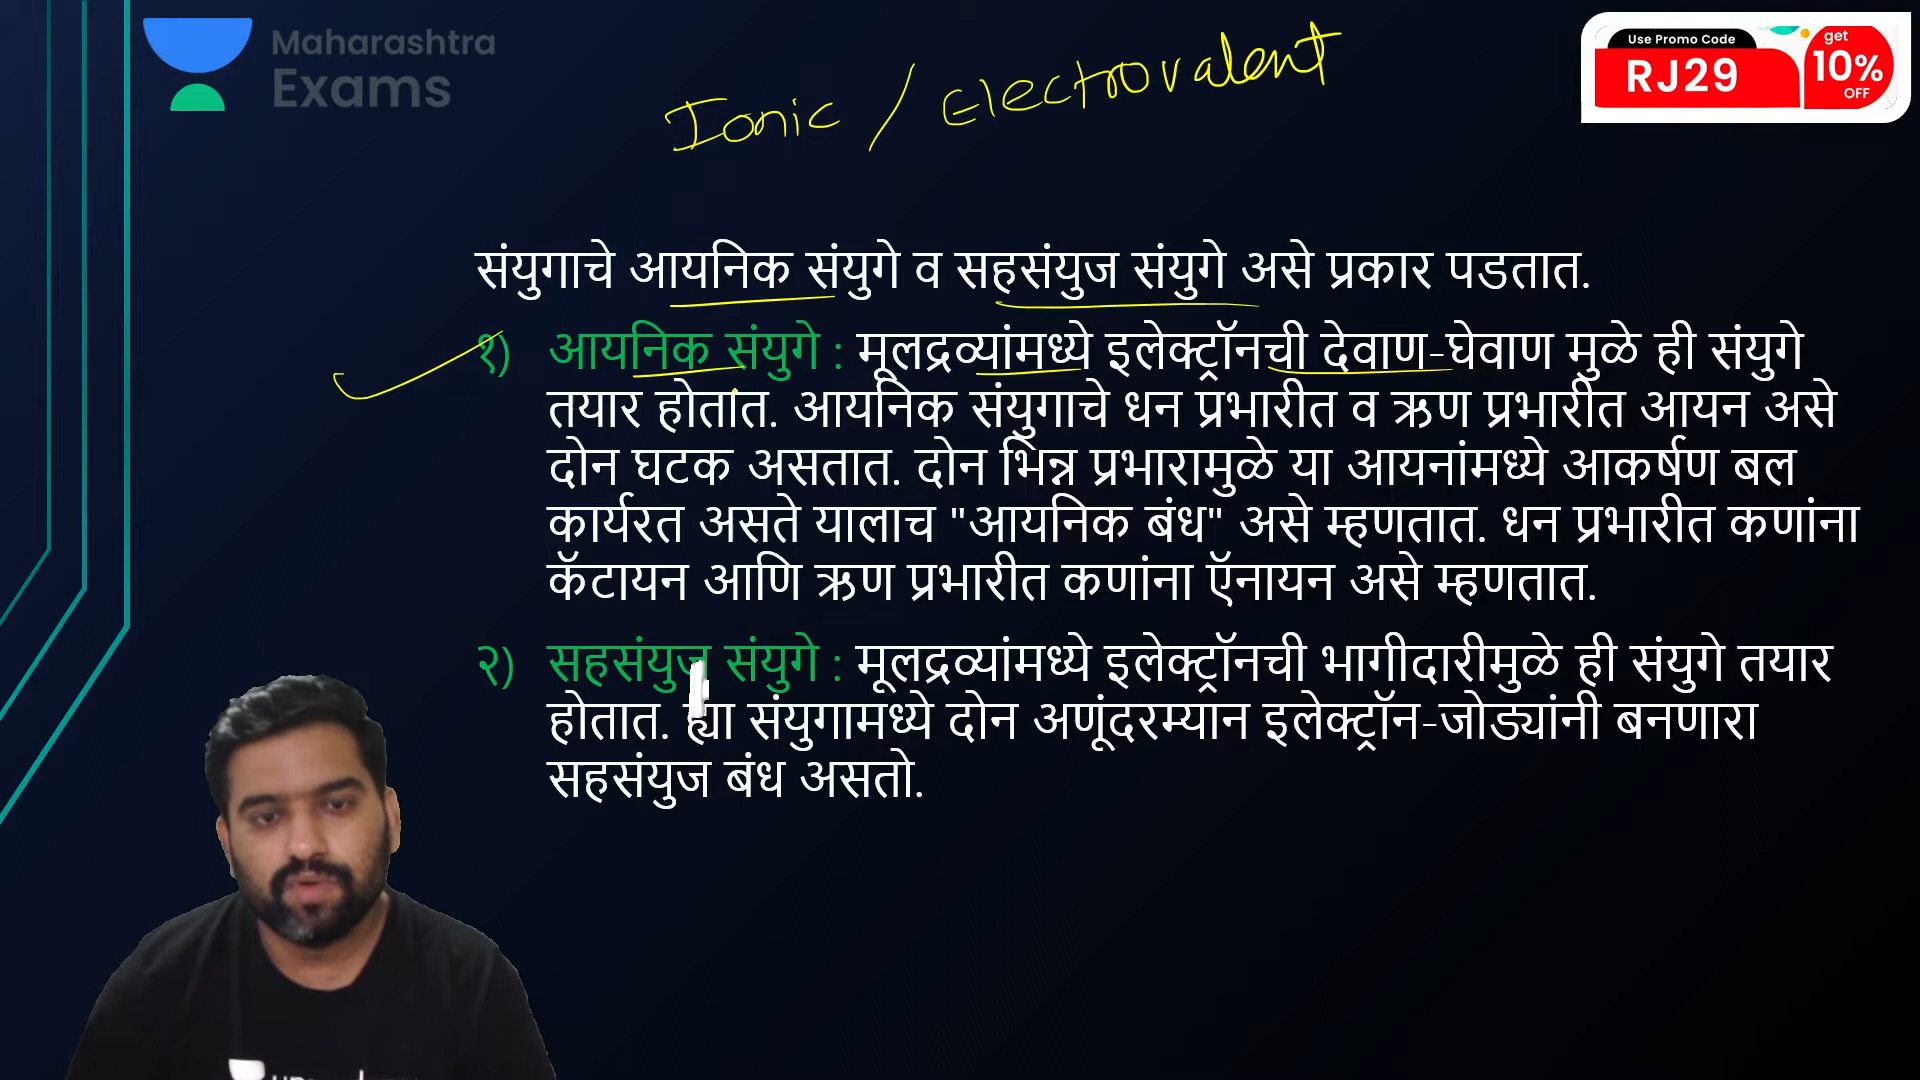 Maharashtra
Exams
Ionic / Electrovalent
Use Promo Code
RJ29
get
10%
OFF
संयुगाचे आयनिक संयुगे व सहसंयुज संयुगे असे प्रकार पडतात.
१) आयनिक संयुगे : मूलद्रव्यांमध्ये इलेक्ट्रॉनची देवाण-घेवाण मुळे ही संयुगे
तयार होतात. आयनिक संयुगाचे धन प्रभारीत व ऋण प्रभारीत आयन असे
दोन घटक असतात. दोन भिन्न प्रभारामुळे या आयनांमध्ये आकर्षण बल
कार्यरत असते यालाच "आयनिक बंध" असे म्हणतात. धन प्रभारीत कणांना
कॅटायन आणि ऋण प्रभारीत कणांना ऍनायन असे म्हणतात.
२) सहसंयुज संयुगे : मूलद्रव्यांमध्ये इलेक्ट्रॉनची भागीदारीमुळे ही संयुगे तयार
होतात. ह्या संयुगामध्ये दोन अणूंदरम्यान इलेक्ट्रॉन-जोड्यांनी बनणारा
सहसंयुज बंध असतो.